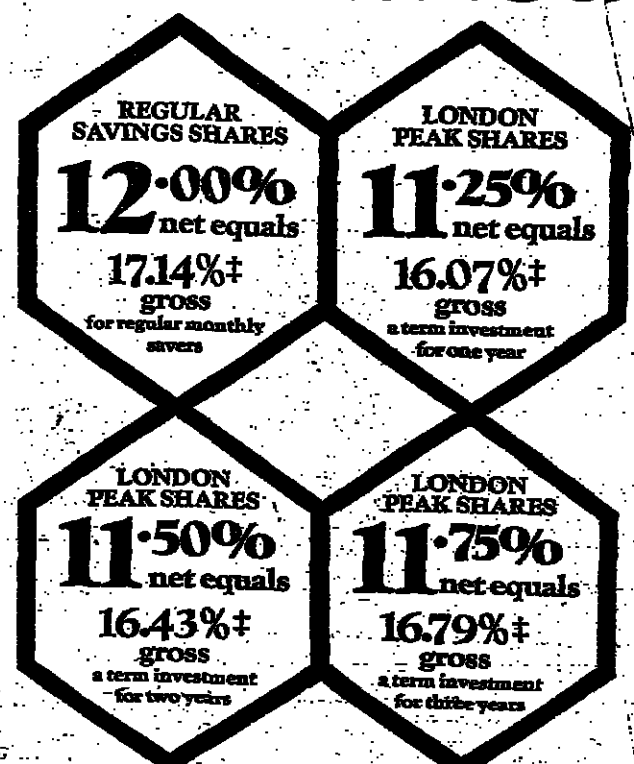 REGULAR
SAVINGS SHARES
12·00%
net equals
17.14%‡
gross
for regular monthly
savers
LONDON
PEAK SHARES
11·25%
net equals
16.07%‡
gross
a term investment
for one year
LONDON
PEAK SHARES
11·50%
net equals
16.43%‡
gross
a term investment
for two years
LONDON
PEAK SHARES
11·75%
net equals
16.79%‡
gross
a term investment
for three years